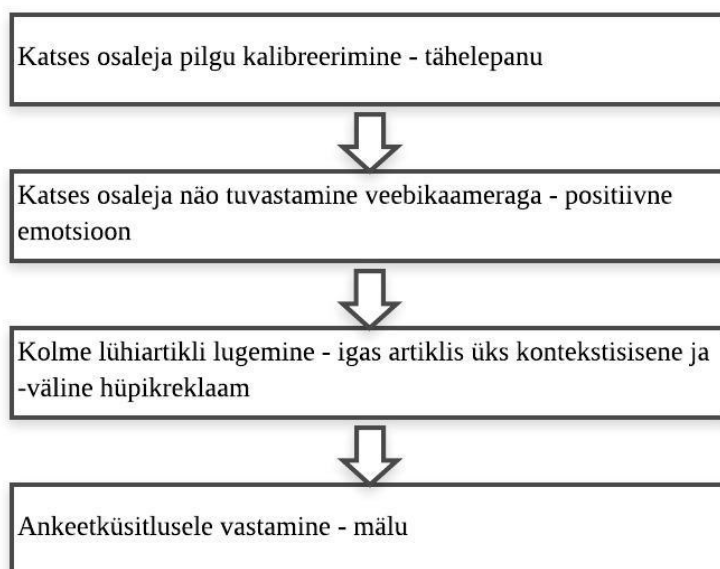 Katses osaleja pilgu kalibreerimine - tähelepanu
Katses osaleja näo tuvastamine veebikaameraga - positiivne
emotsioon
Kolme lühiartikli lugemine - igas artiklis üks kontekstisisene ja
-väline hüpikreklaam
Ankeetküsitlusele vastamine - mälu